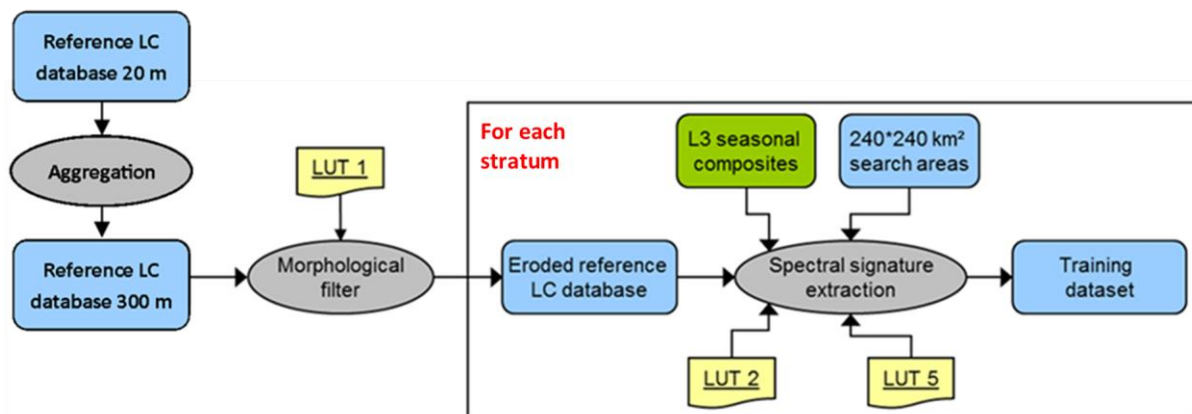 Reference LC
database 20 m
Aggregation
Reference LC
database 300 m
LUT 1
Morphological
filter
For each
stratum
L3 seasonal
composites
240*240 km²
search areas
Eroded reference
LC database
Spectral signature
extraction
Training
dataset
LUT 2
LUT 5